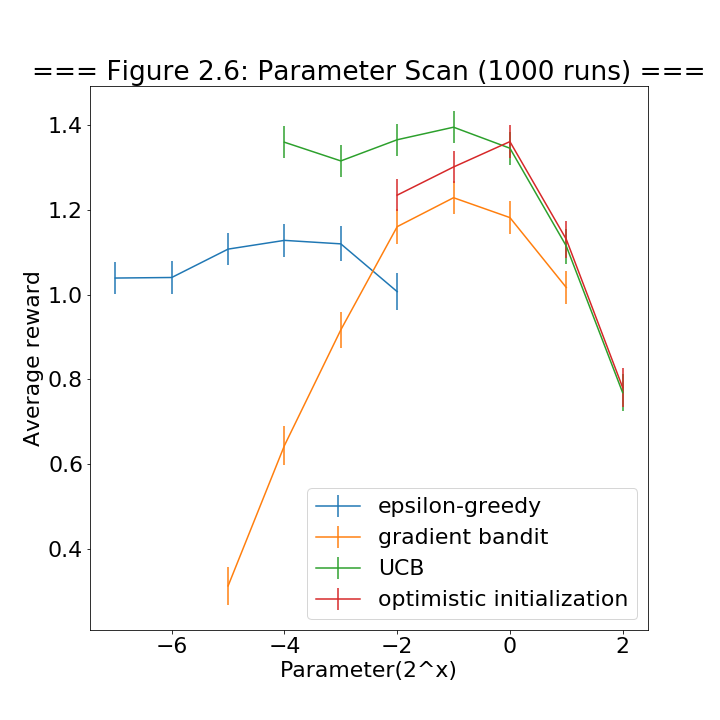 === Figure 2.6: Parameter Scan (1000 runs) ===
1.4
1.2
1.0
0.8
0.6
0.4
Average reward
epsilon-greedy
gradient bandit
UCB
optimistic initialization
−6
−4
−2
0
2
Parameter(2^x)